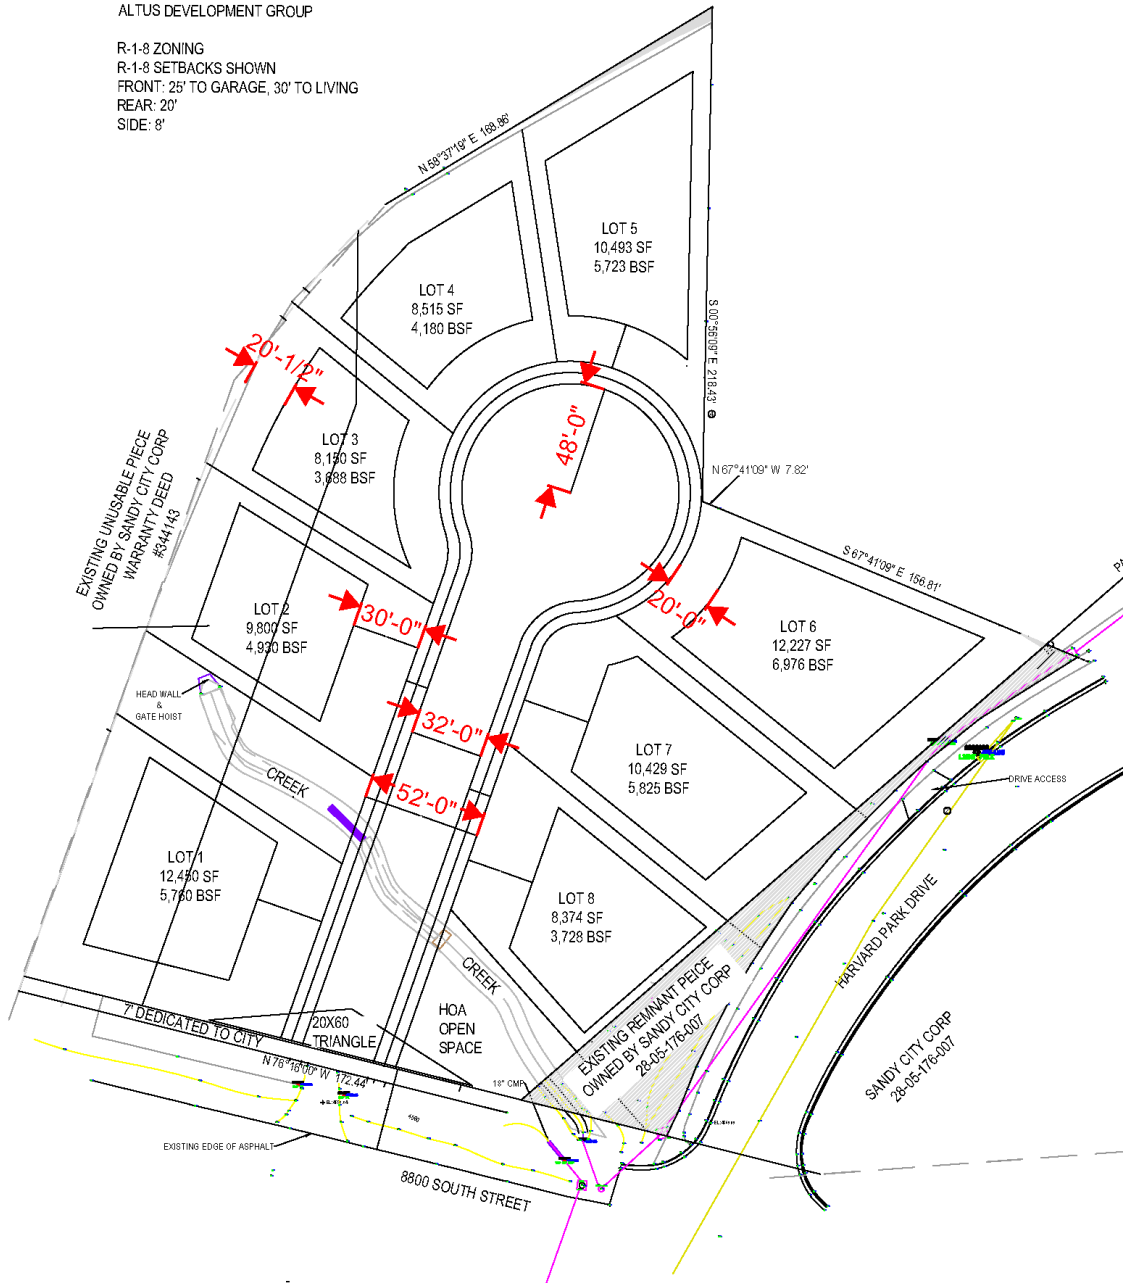 ALTUS DEVELOPMENT GROUP
R-1-8 ZONING
R-1-8 SETBACKS SHOWN
FRONT: 25' TO GARAGE, 30' TO LIVING
REAR: 20'
SIDE: 8'
N 58°37'19" E 168.86'
LOT 5
10,493 SF
5,723 BSF
LOT 4
8,515 SF
4,180 BSF
S 00°56'09" E 218.43'
20'-1/2"
48'-0"
LOT 3
8,150 SF
3,688 BSF
N 67°41'09" W 7.82'
EXISTING UNUSABLE PIECE
OWNED BY SANDY CITY CORP
WARRANTY DEED
#344143
S 67°41'09" E 156.81'
LOT 2
9,800 SF
4,930 BSF
30'-0"
20'-0"
LOT 6
12,227 SF
6,976 BSF
HEAD WALL
&
GATE HOIST
32'-0"
LOT 7
10,429 SF
5,825 BSF
CREEK
52'-0"
DRIVE ACCESS
LOT 1
12,450 SF
5,760 BSF
LOT 8
8,374 SF
3,728 BSF
HARVARD PARK DRIVE
CREEK
7' DEDICATED TO CITY
20X60
TRIANGLE
HOA
OPEN
SPACE
EXISTING REMNANT PEICE
OWNED BY SANDY CITY CORP
28-05-176-007
SANDY CITY CORP
28-05-176-007
N 76°16'00" W 172.44'
18" CMP
EXISTING EDGE OF ASPHALT
8800 SOUTH STREET